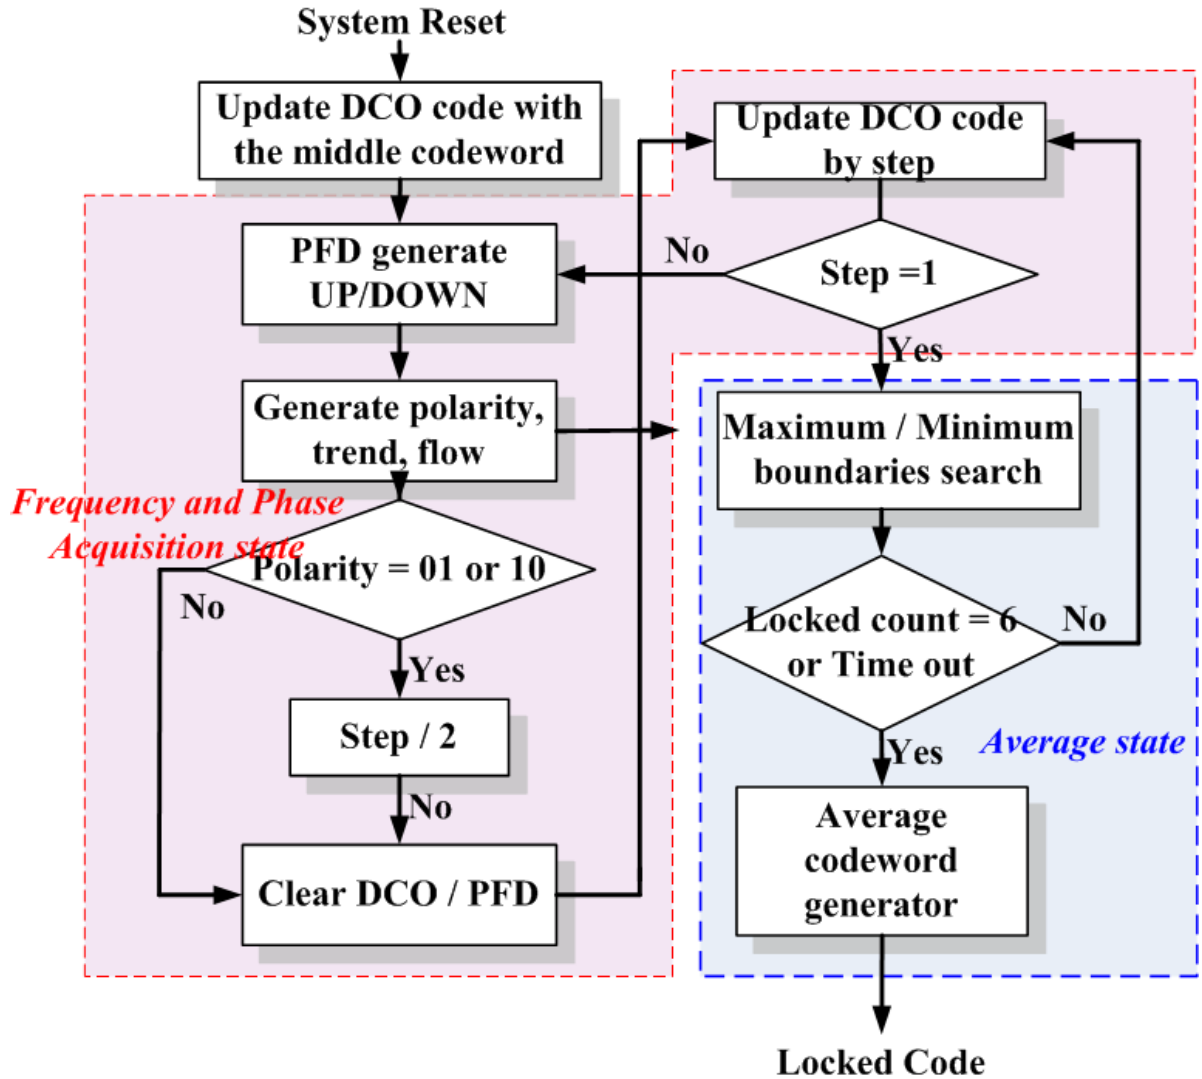 System Reset
Update DCO code with
the middle codeword
PFD generate
UP/DOWN
Generate polarity,
trend, flow
Frequency and Phase
Acquisition state
Polarity = 01 or 10
No
Yes
Step / 2
No
Clear DCO / PFD
Update DCO code
by step
No
Step =1
Yes
Maximum / Minimum
boundaries search
Locked count = 6
or Time out
No
Yes
Average state
Average
codeword
generator
Locked Code